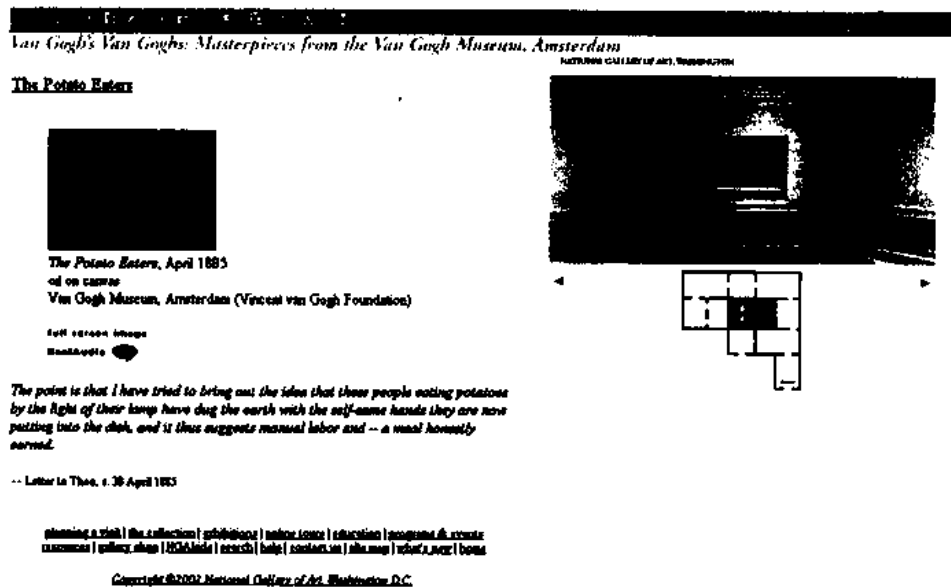 Van Gogh's Van Goghs: Masterpieces from the Van Gogh Museum, Amsterdam
NATIONAL GALLERY OF ART, WASHINGTON
The Potato Eaters
The Potato Eaters, April 1885
oil on canvas
Van Gogh Museum, Amsterdam (Vincent van Gogh Foundation)
full screen image
RealAudio
The point is that I have tried to bring out the idea that these people eating potatoes
by the light of their lamp have dug the earth with the self-same hands they are now
putting into the dish, and it thus suggests manual labor and -- a meal honestly
earned.
-- Letter to Theo, c. 30 April 1885
planning a visit | the collection | exhibitions | online tours | education | programs & events
resources | gallery shop | NGAkids | search | help | contact us | site map | what's new | home
Copyright ©2002 National Gallery of Art, Washington D.C.